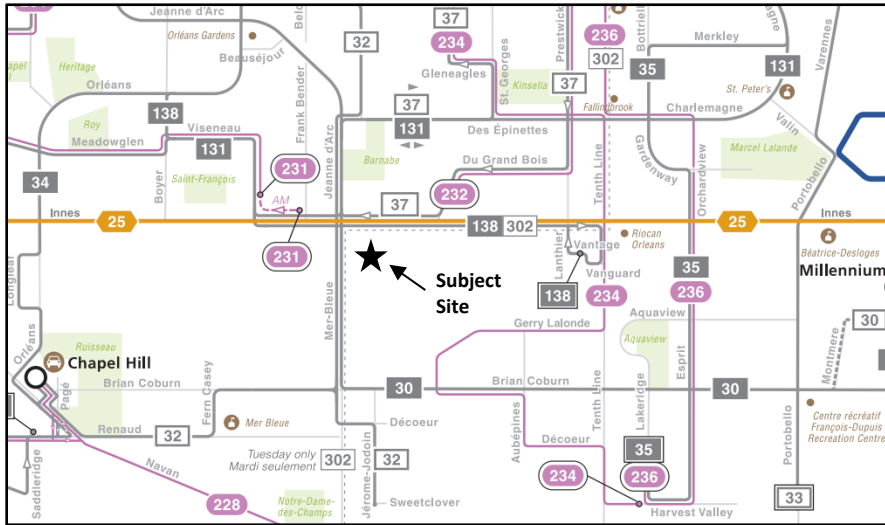 Jeanne d'Arc
Orléans Gardens
Beauséjour
32
37
234
Gleneagles
St. Georges
Prestwick
236
302
Bottriell
Merkley
35
131
Varennes
Heritage
Orléans
138
Frank Bender
Jeanne d'Arc
37
131
Kinsella
37
Fallingbrook
St. Peter's
Charlemagne
Valin
Roy
Meadowglen
Viseneau
131
Des Épinettes
Barnabe
Du Grand Bois
Tenth Line
Gardenway
Orchardview
Marcel Lalande
Portobello
34
Boyer
Saint-François
231
AM
37
232
25
Innes
138 302
25
Innes
231
Riocan
Orleans
Vantage
Lanthier
Vanguard
138
234
35
236
Béatrice-Desloges
Millennium
Longleaf
Subject
Site
Mer-Bleue
Gerry Lalonde
Aquaview
Aquaview
Esprit
30
Montmere
Orléans
Ruisseau
Chapel Hill
Pagé
Brian Coburn
Fern Casey
30
Brian Coburn
Tenth Line
Lakeridge
30
Portobello
Centre récréatif
François-Dupuis
Recreation Centre
Renaud
32
Mer Bleue
Décoeur
Aubépines
Décoeur
Saddleridge
Navan
Tuesday only
Mardi seulement
302
32
Jérome-Jodoin
35
234
236
228
Notre-Dame-
des-Champs
Sweetclover
Harvest Valley
33